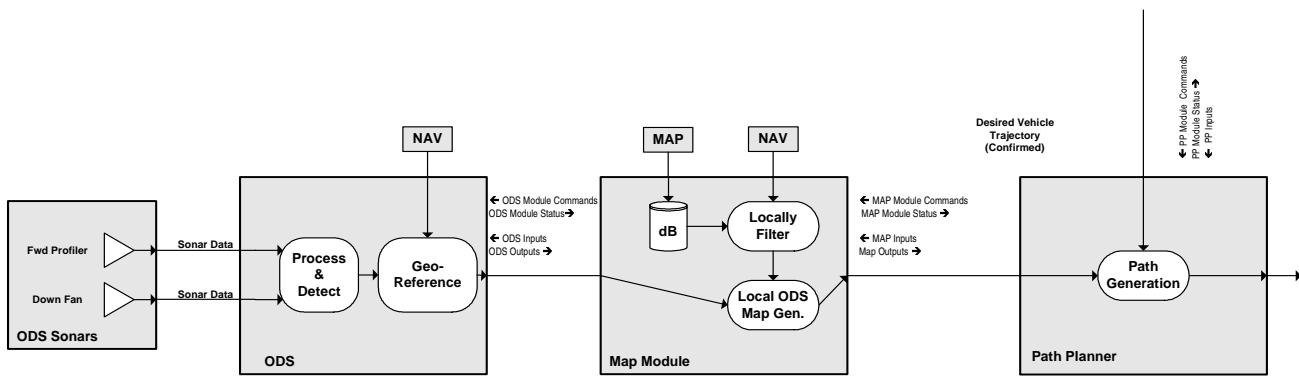 Fwd Profiler
Down Fan
ODS Sonars
Sonar Data
Sonar Data
NAV
Process
&
Detect
Geo-
Reference
ODS
← ODS Module Commands
ODS Module Status →
← ODS Inputs
ODS Outputs →
MAP
NAV
dB
Locally
Filter
Local ODS
Map Gen.
Map Module
← MAP Module Commands
MAP Module Status →
← MAP Inputs
Map Outputs →
Desired Vehicle
Trajectory
(Confirmed)
← PP Module Commands
PP Module Status →
← PP Inputs
Path
Generation
Path Planner